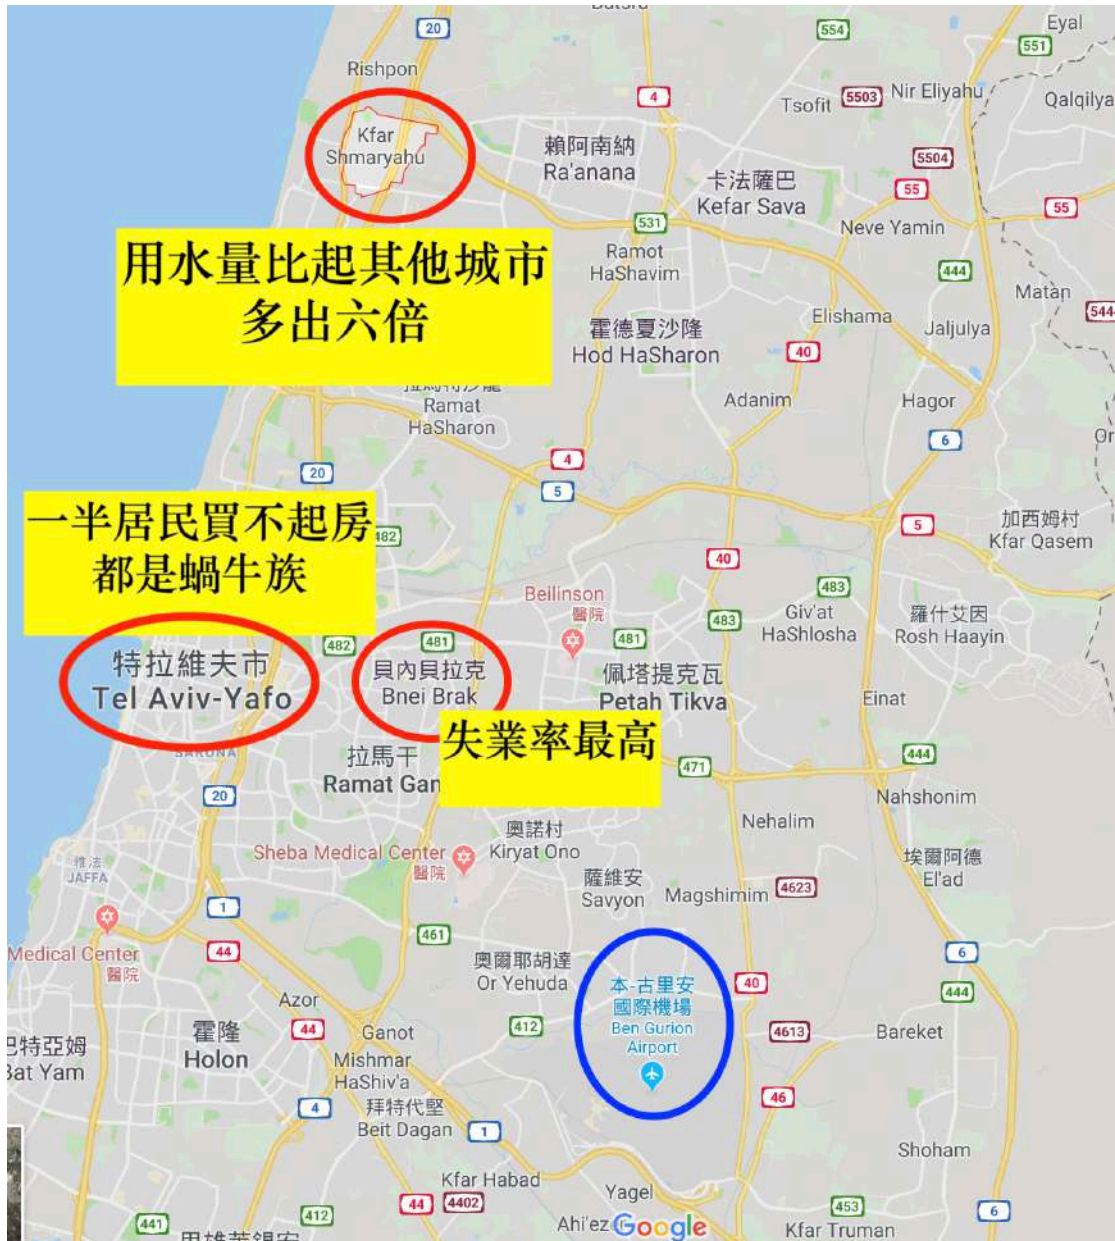 Eyal
20
554
551
Rishpon
4
Nir Eliyahu
5503
Tsofit
Qalqilya
Kfar
Shmaryahu
賴阿南納
Ra'anana
5504
卡法薩巴
Kefar Sava
55
55
531
Neve Yamin
用水量比起其他城市
多出六倍
Ramot
HaShavim
444
Matan
5444
Elishama
Jaljulya
霍德夏沙隆
Hod HaSharon
40
Ramat
HaSharon
Adanim
Hagor
6
20
4
5
一半居民買不起房
都是蝸牛族
482
5
加西姆村
Kfar Qasem
40
Beilinson
醫院
483
Giv'at
HaShlosha
483
羅什艾因
Rosh Haayin
482
481
481
特拉維夫市
Tel Aviv-Yafo
貝內貝拉克
Bnei Brak
佩塔提克瓦
Petah Tikva
Einat
失業率最高
SARONA
拉馬干
Ramat Gan
444
471
20
Nahshonim
Nehalim
奧諾村
Kiryat Ono
Sheba Medical Center
醫院
JAFFA
埃爾阿德
El'ad
薩維安
Savyon
Magshimim
4623
1
461
44
Medical Center
醫院
6
奧爾耶胡達
Or Yehuda
本-古里安
國際機場
Ben Gurion
Airport
40
444
Azor
霍隆
Holon
44
Ganot
412
4613
Bareket
巴特亞姆
Bat Yam
Mishmar
HaShiv'a
46
4
拜特代堅
Beit Dagan
1
Shoham
Kfar Habad
44
4402
Yagel
453
6
441
412
Ahi'ezer
Google
Kfar Truman